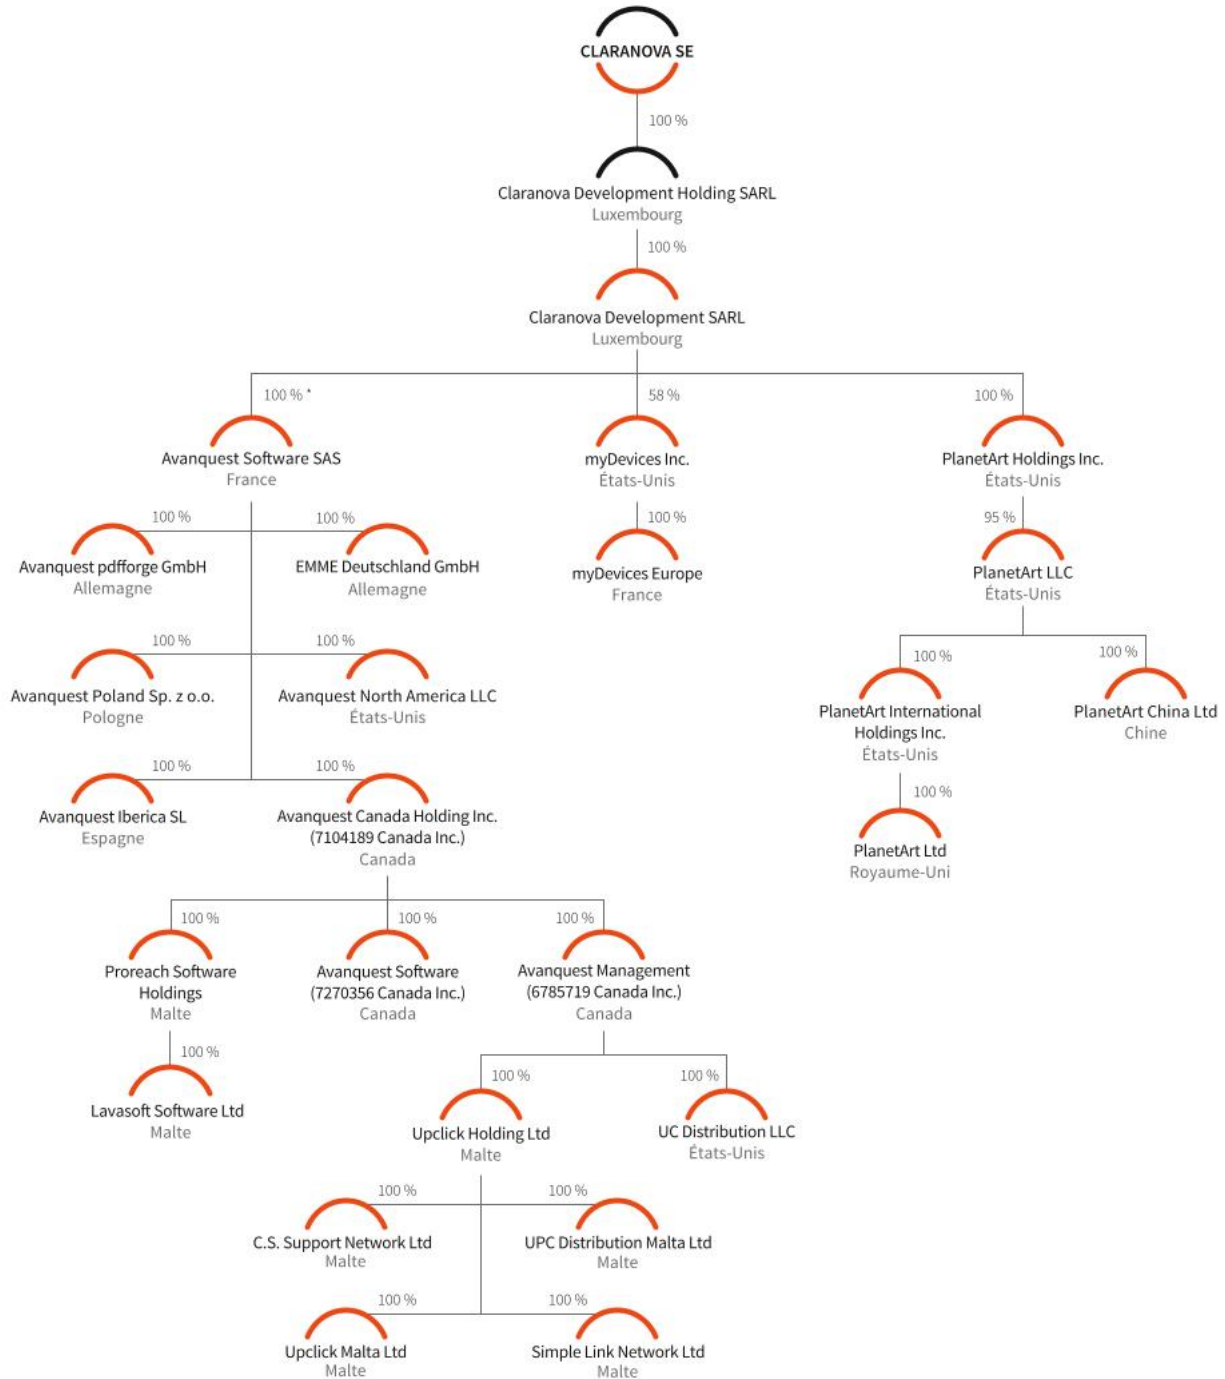 CLARANOVA SE
100 %
Claranova Development Holding SARL
Luxembourg
100 %
Claranova Development SARL
Luxembourg
100 % *
58 %
100 %
Avanquest Software SAS
France
myDevices Inc.
États-Unis
PlanetArt Holdings Inc.
États-Unis
100 %
100 %
100 %
95 %
Avanquest pdfforge GmbH
Allemagne
EMME Deutschland GmbH
Allemagne
myDevices Europe
France
PlanetArt LLC
États-Unis
100 %
100 %
100 %
100 %
Avanquest Poland Sp. z o.o.
Pologne
Avanquest North America LLC
États-Unis
PlanetArt International
Holdings Inc.
États-Unis
PlanetArt China Ltd
Chine
100 %
100 %
100 %
Avanquest Iberica SL
Espagne
Avanquest Canada Holding Inc.
(7104189 Canada Inc.)
Canada
PlanetArt Ltd
Royaume-Uni
100 %
100 %
100 %
Proreach Software
Holdings
Malte
Avanquest Software
(7270356 Canada Inc.)
Canada
Avanquest Management
(6785719 Canada Inc.)
Canada
100 %
100 %
100 %
Lavasoft Software Ltd
Malte
Upclick Holding Ltd
Malte
UC Distribution LLC
États-Unis
100 %
100 %
C.S. Support Network Ltd
Malte
UPC Distribution Malta Ltd
Malte
100 %
100 %
Upclick Malta Ltd
Malte
Simple Link Network Ltd
Malte